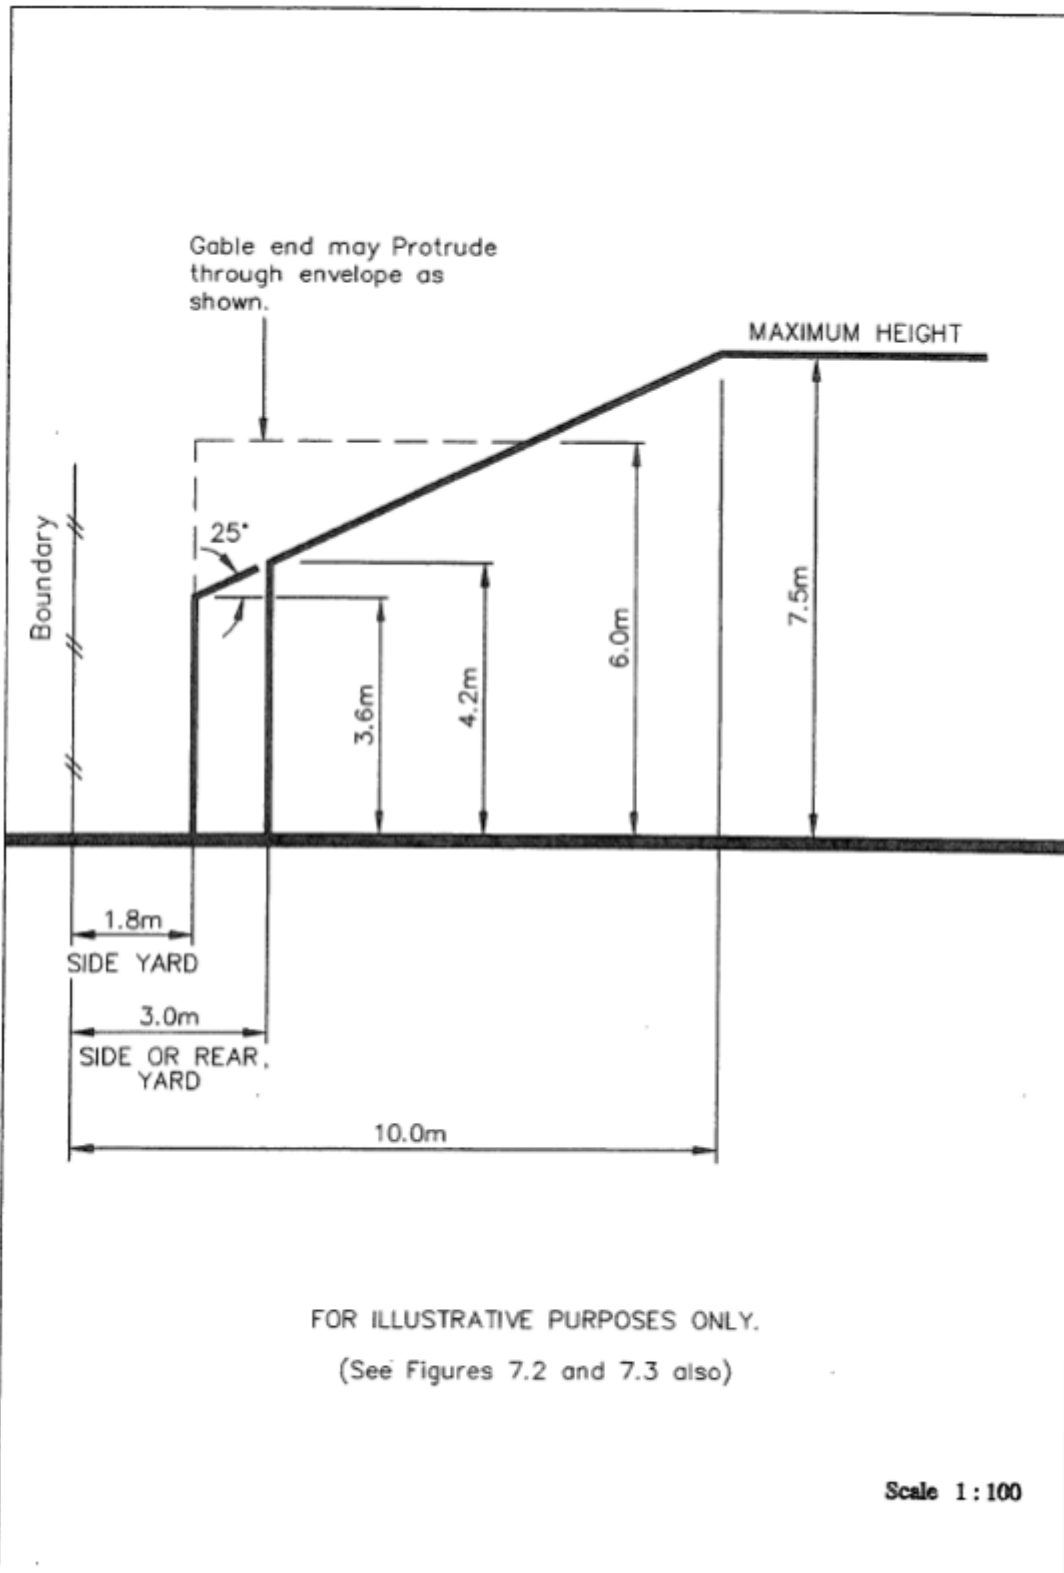 Gable end may Protrude
through envelope as
shown.
MAXIMUM HEIGHT
Boundary
25°
3.6m
4.2m
6.0m
7.5m
1.8m
SIDE YARD
3.0m
SIDE OR REAR.
YARD
10.0m
FOR ILLUSTRATIVE PURPOSES ONLY.
(See Figures 7.2 and 7.3 also)
Scale 1:100